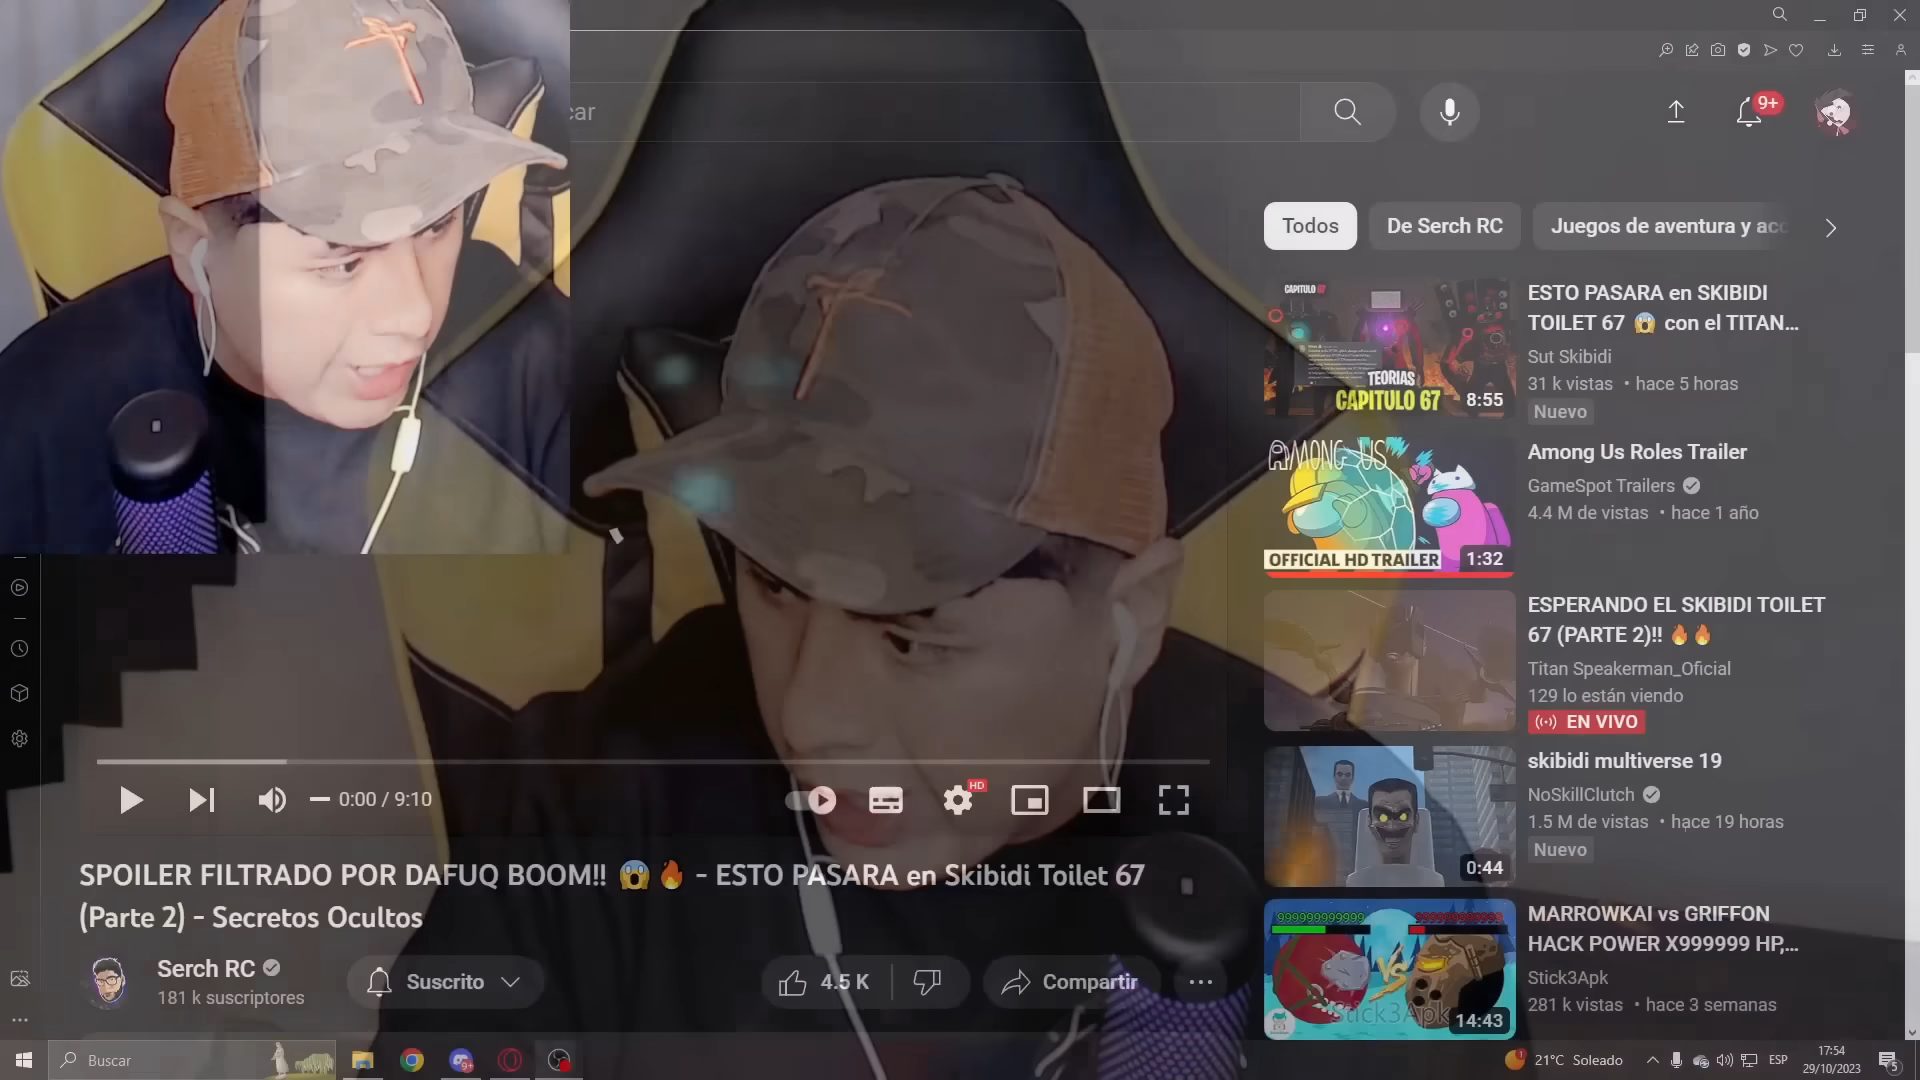 car
9+
Todos
De Serch RC
Juegos de aventura y acc
CAPITULO 67
TEORIAS
CAPITULO 67
8:55
ESTO PASARA en SKIBIDI
TOILET 67 😱 con el TITAN...
Sut Skibidi
31 k vistas • hace 5 horas
Nuevo
AMONG US
OFFICIAL HD TRAILER
1:32
Among Us Roles Trailer
GameSpot Trailers
4.4 M de vistas • hace 1 año
ESPERANDO EL SKIBIDI TOILET
67 (PARTE 2)!! 🔥🔥
Titan Speakerman_Oficial
129 lo están viendo
EN VIVO
0:44
skibidi multiverse 19
NoSkillClutch
1.5 M de vistas • hace 19 horas
Nuevo
999999999999
VS
Stick3Apk
14:43
MARROWKAI vs GRIFFON
HACK POWER X999999 HP,...
Stick3Apk
281 k vistas • hace 3 semanas
0:00 / 9:10
HD
SPOILER FILTRADO POR DAFUQ BOOM!! 😱🔥 - ESTO PASARA en Skibidi Toilet 67
(Parte 2) - Secretos Ocultos
Serch RC
181 k suscriptores
Suscrito
4.5 K
Compartir
Buscar
9+
1
21°C Soleado
ESP
17:54
29/10/2023
5